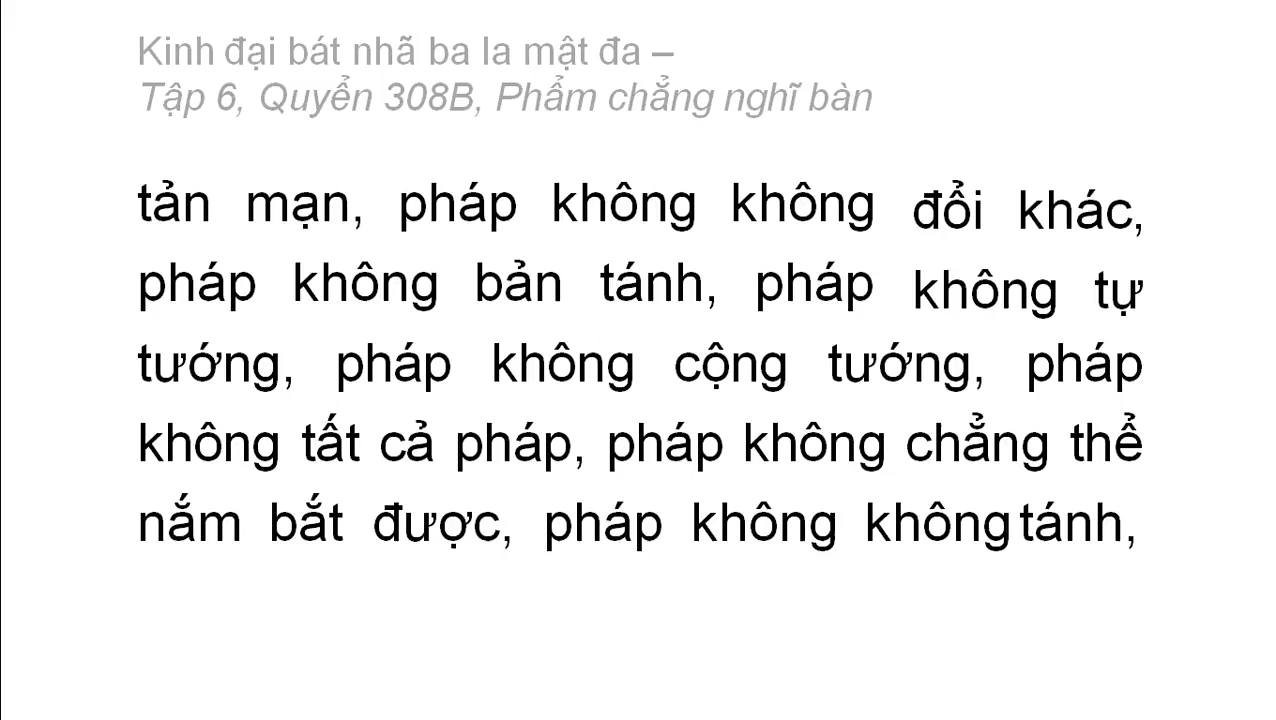 Kinh đại bát nhã ba la mật đa –
Tập 6, Quyển 308B, Phẩm chẳng nghĩ bàn
tản mạn, pháp không không đổi khác,
pháp không bản tánh, pháp không tự
tướng, pháp không cộng tướng, pháp
không tất cả pháp, pháp không chẳng thể
nắm bắt được, pháp không không tánh,